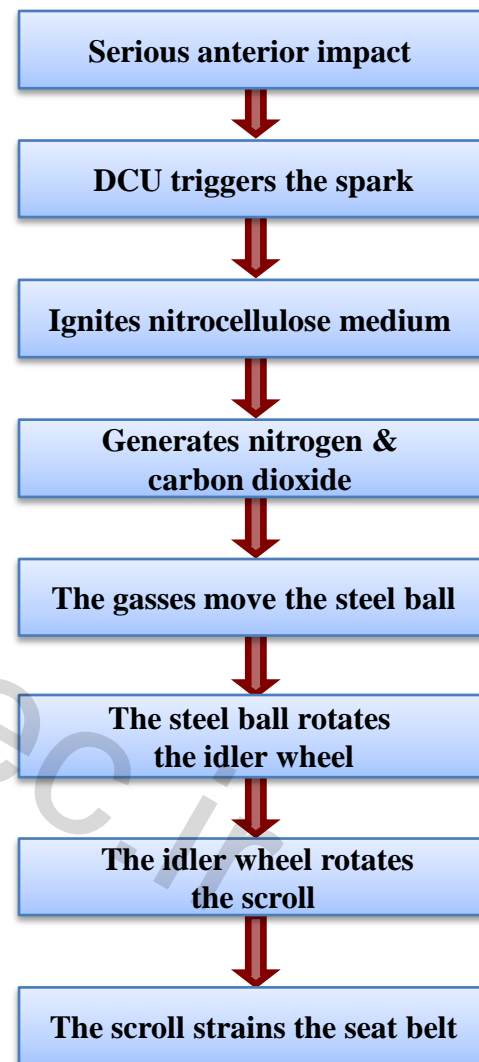 Serious anterior impact
DCU triggers the spark
Ignites nitrocellulose medium
Generates nitrogen &
carbon dioxide
The gasses move the steel ball
The steel ball rotates
the idler wheel
The idler wheel rotates
the scroll
The scroll strains the seat belt
ec.ir